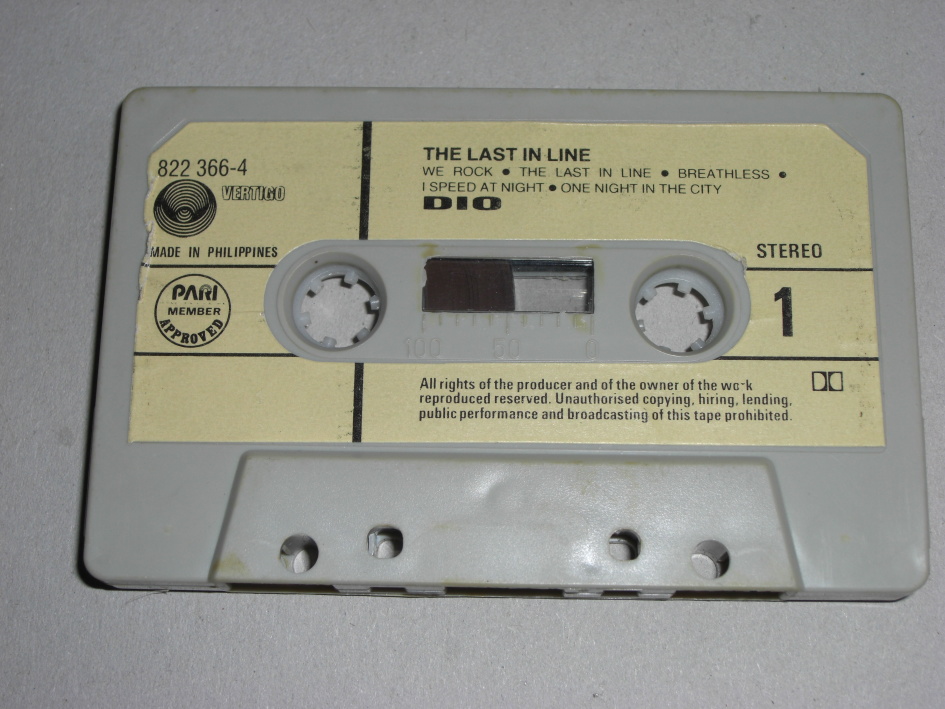 822 366-4
VERTIGO
MADE IN PHILIPPINES
PARI
MEMBER
APPROVED
THE LAST IN LINE
WE ROCK ● THE LAST IN LINE ● BREATHLESS ●
I SPEED AT NIGHT ● ONE NIGHT IN THE CITY
DIO
STEREO
1
100 50 0
All rights of the producer and of the owner of the work
reproduced reserved. Unauthorised copying, hiring, lending,
public performance and broadcasting of this tape prohibited.